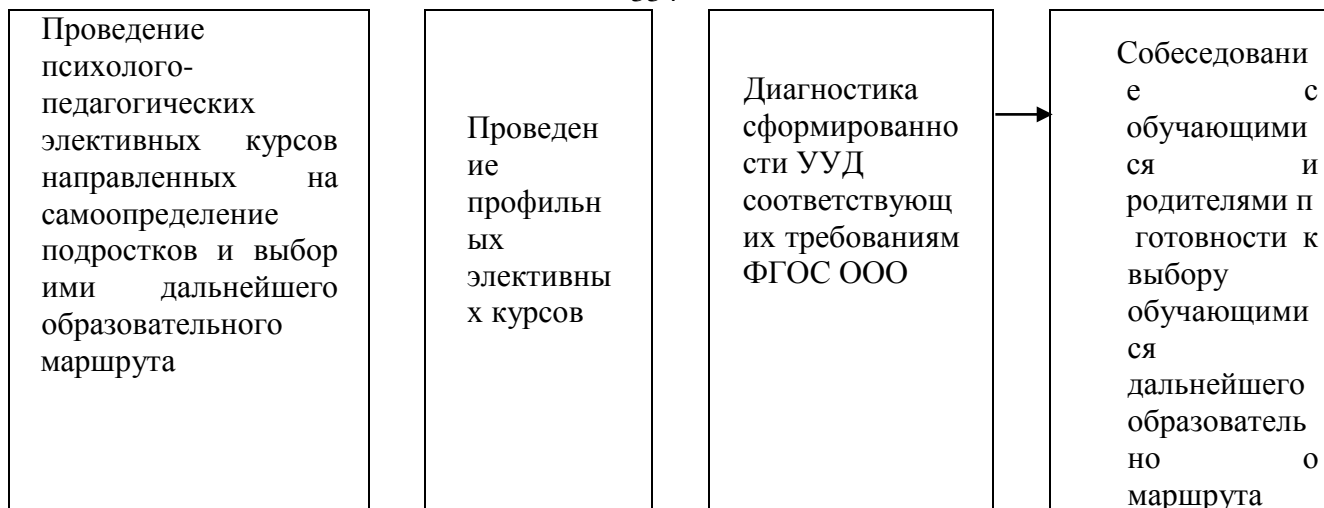 Проведение
психолого-
педагогических
элективных курсов
направленных на
самоопределение
подростков и выбор
ими дальнейшего
образовательного
маршрута
Проведен
ие
профильн
ых
элективны
х курсов
Диагностика
сформированно
сти УУД
соответствующ
их требованиям
ФГОС ООО
Собеседовани
е с
обучающими
ся и
родителями п
готовности к
выбору
обучающими
ся
дальнейшего
образователь
но о
маршрута